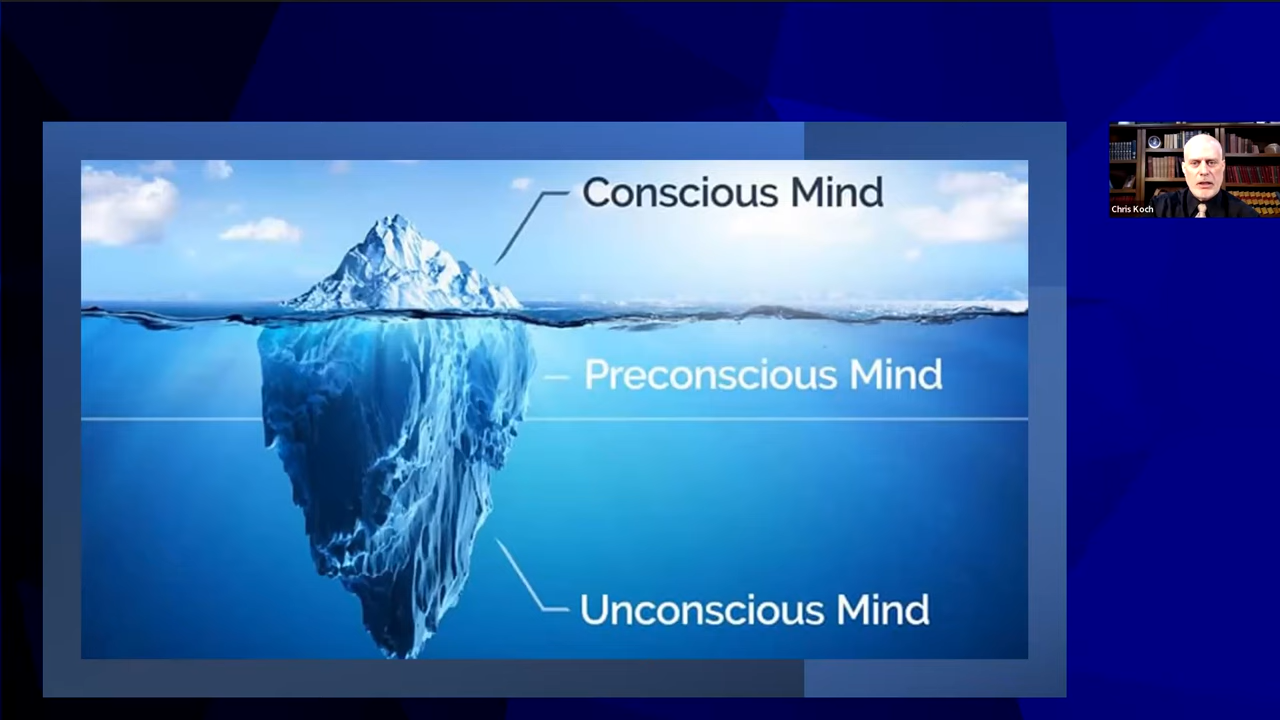 Conscious Mind
Chris Koch
Preconscious Mind
Unconscious Mind